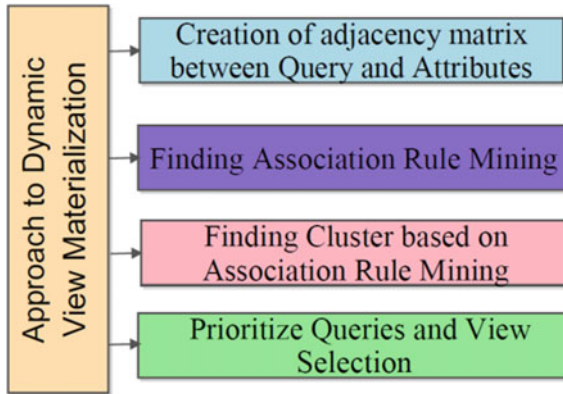 Approach to Dynamic
View Materialization
Creation of adjacency matrix
between Query and Attributes
Finding Association Rule Mining
Finding Cluster based on
Association Rule Mining
Prioritize Queries and View
Selection